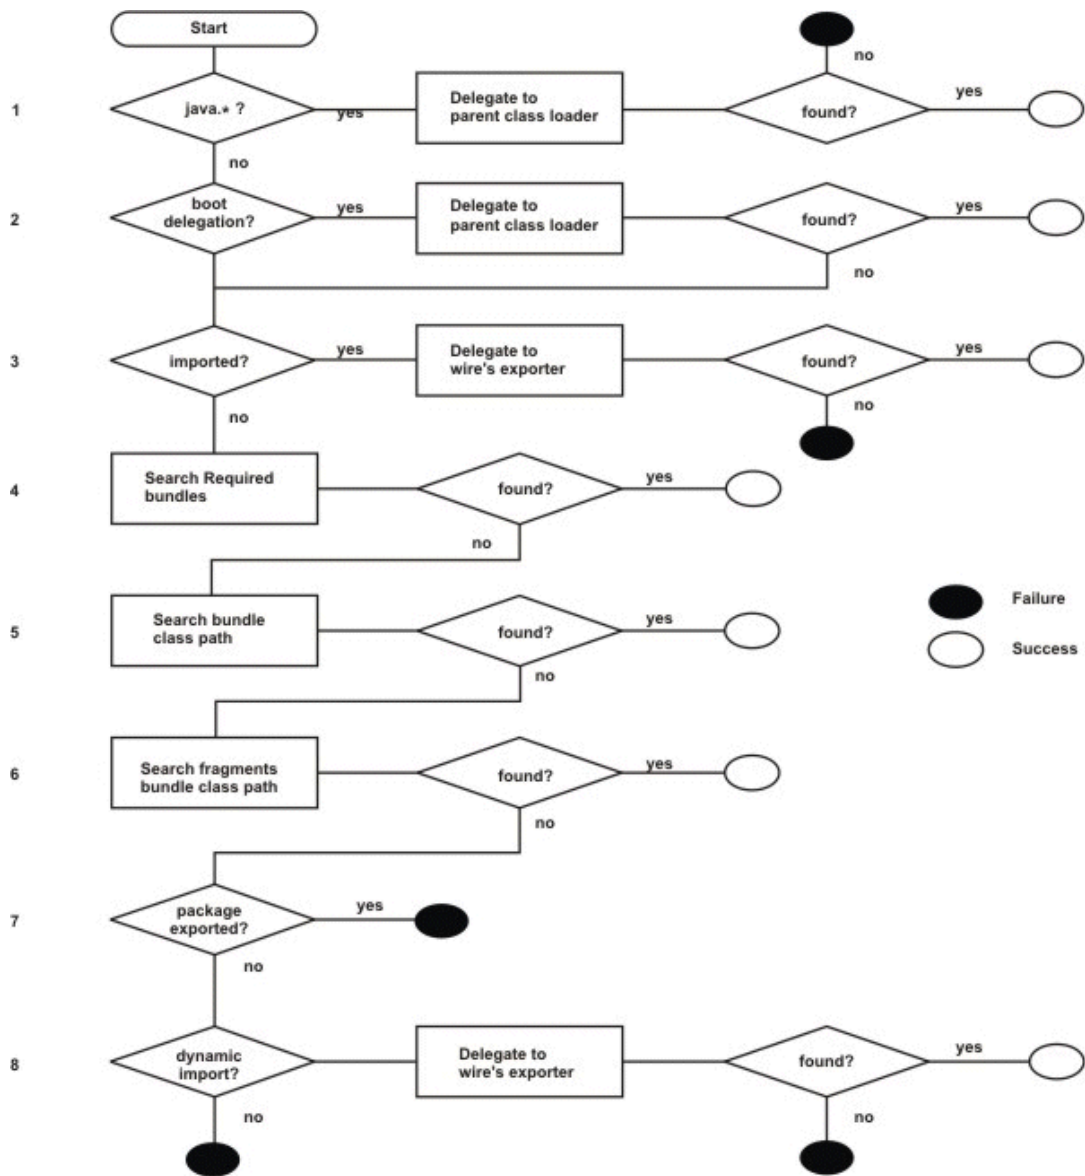 Start
no
1
java.* ?
yes
Delegate to
parent class loader
found?
yes
no
2
boot
delegation?
yes
Delegate to
parent class loader
found?
yes
no
3
imported?
yes
Delegate to
wire's exporter
found?
yes
no
no
4
Search Required
bundles
found?
yes
no
5
Search bundle
class path
found?
yes
no
Failure
Success
6
Search fragments
bundle class path
found?
yes
no
7
package
exported?
yes
no
8
dynamic
import?
Delegate to
wire's exporter
found?
yes
no
no